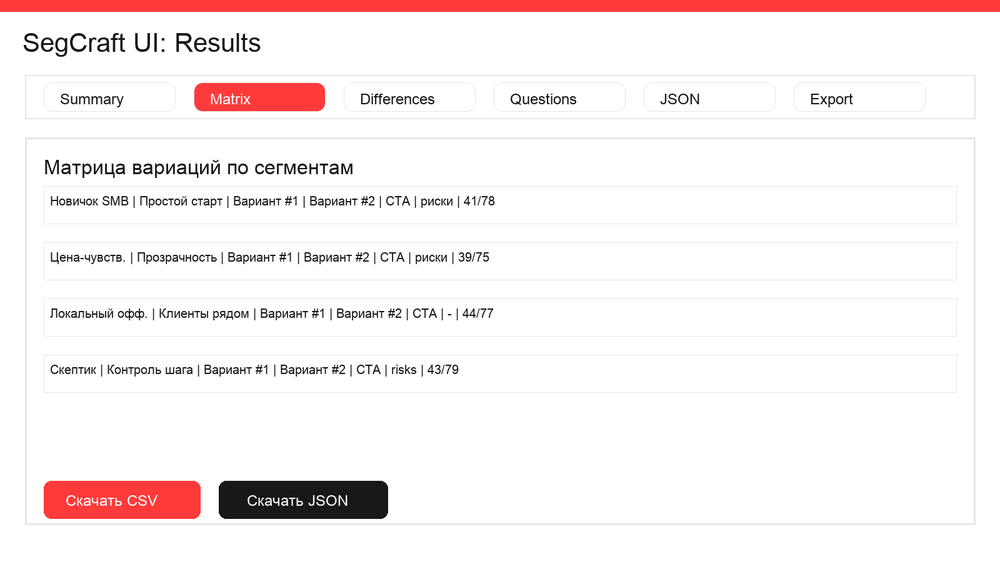 SegCraft UI: Results
Summary Matrix Differences Questions JSON Export
Матрица вариаций по сегментам
Новичок SMB | Простой старт | Вариант #1 | Вариант #2 | CTA | риски | 41/78
Цена-чувств. | Прозрачность | Вариант #1 | Вариант #2 | CTA | риски | 39/75
Локальный офф. | Клиенты рядом | Вариант #1 | Вариант #2 | CTA | - | 44/77
Скептик | Контроль шага | Вариант #1 | Вариант #2 | CTA | risks | 43/79
Скачать CSV Скачать JSON